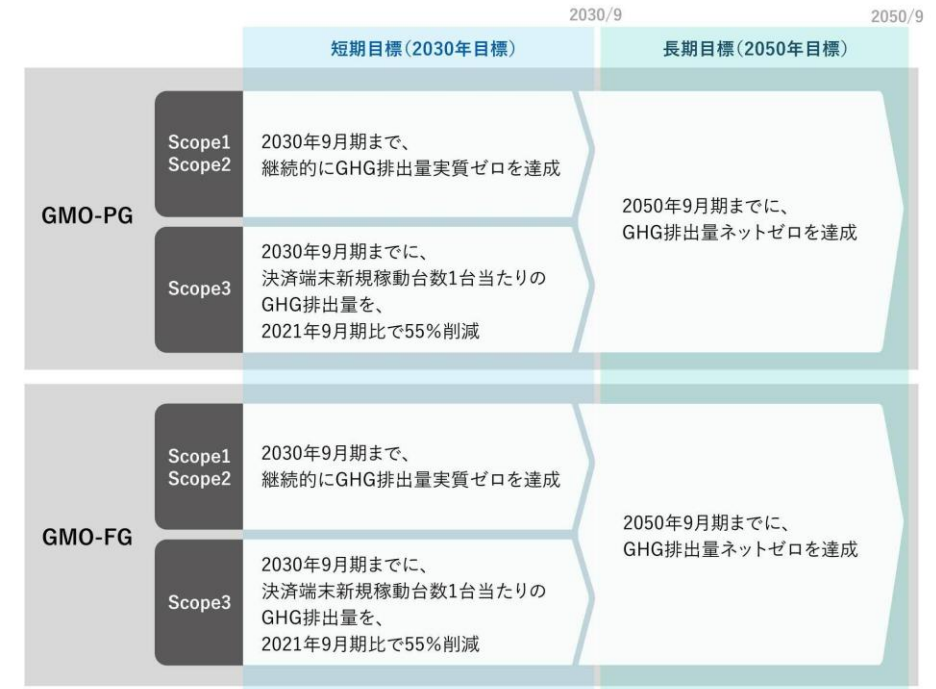 2030/9
2050/9
短期目標(2030年目標)
長期目標(2050年目標)
GMO-PG
Scope1
Scope2
2030年9月期まで、
継続的にGHG排出量実質ゼロを達成
Scope3
2030年9月期までに、
決済端末新規稼動台数1台当たりの
GHG排出量を、
2021年9月期比で55%削減
2050年9月期までに、
GHG排出量ネットゼロを達成
GMO-FG
Scope1
Scope2
2030年9月期まで、
継続的にGHG排出量実質ゼロを達成
Scope3
2030年9月期までに、
決済端末新規稼動台数1台当たりの
GHG排出量を、
2021年9月期比で55%削減
2050年9月期までに、
GHG排出量ネットゼロを達成